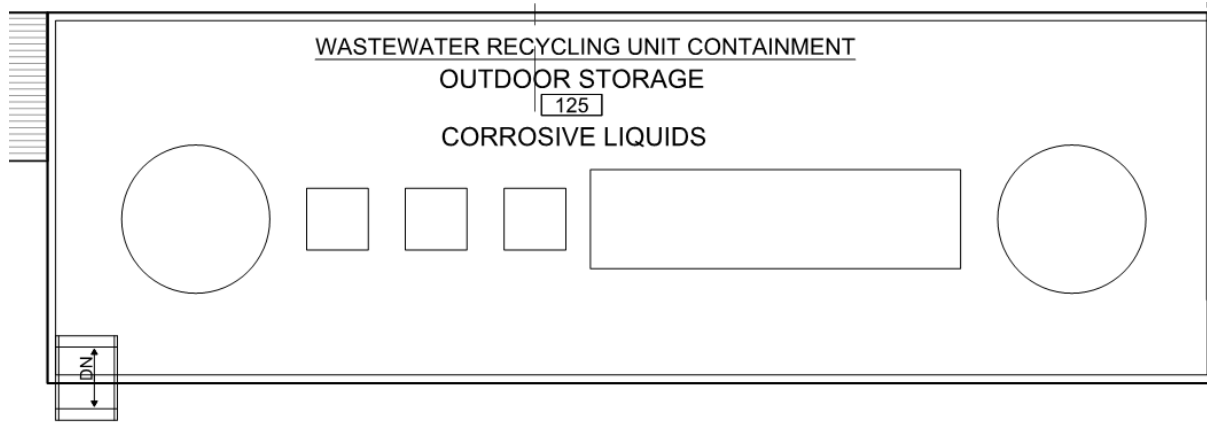 WASTEWATER RECYCLING UNIT CONTAINMENT
OUTDOOR STORAGE
125
CORROSIVE LIQUIDS
DN